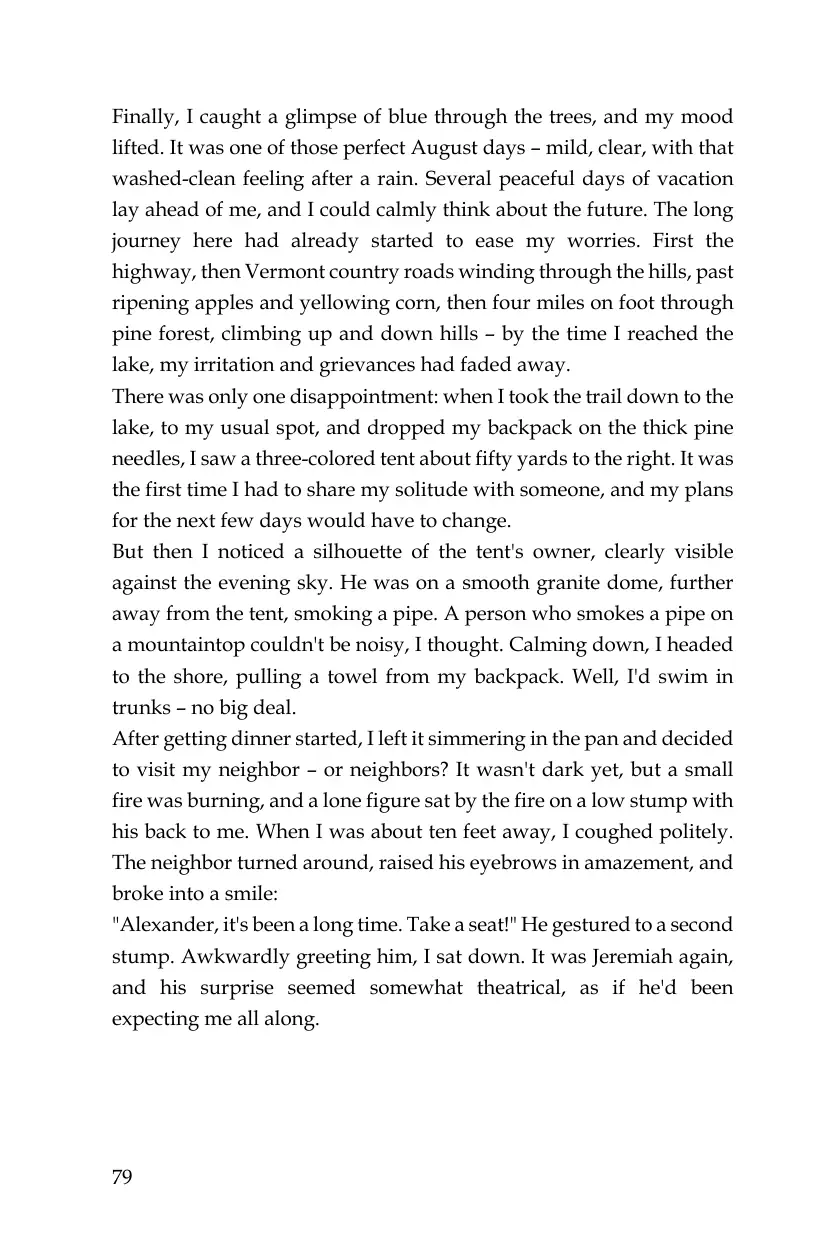 Finally, I caught a glimpse of blue through the trees, and my mood
lifted. It was one of those perfect August days – mild, clear, with that
washed-clean feeling after a rain. Several peaceful days of vacation
lay ahead of me, and I could calmly think about the future. The long
journey here had already started to ease my worries. First the
highway, then Vermont country roads winding through the hills, past
ripening apples and yellowing corn, then four miles on foot through
pine forest, climbing up and down hills – by the time I reached the
lake, my irritation and grievances had faded away.
There was only one disappointment: when I took the trail down to the
lake, to my usual spot, and dropped my backpack on the thick pine
needles, I saw a three-colored tent about fifty yards to the right. It was
the first time I had to share my solitude with someone, and my plans
for the next few days would have to change.
But then I noticed a silhouette of the tent's owner, clearly visible
against the evening sky. He was on a smooth granite dome, further
away from the tent, smoking a pipe. A person who smokes a pipe on
a mountaintop couldn't be noisy, I thought. Calming down, I headed
to the shore, pulling a towel from my backpack. Well, I'd swim in
trunks – no big deal.
After getting dinner started, I left it simmering in the pan and decided
to visit my neighbor – or neighbors? It wasn't dark yet, but a small
fire was burning, and a lone figure sat by the fire on a low stump with
his back to me. When I was about ten feet away, I coughed politely.
The neighbor turned around, raised his eyebrows in amazement, and
broke into a smile:
"Alexander, it's been a long time. Take a seat!" He gestured to a second
stump. Awkwardly greeting him, I sat down. It was Jeremiah again,
and his surprise seemed somewhat theatrical, as if he'd been
expecting me all along.
79